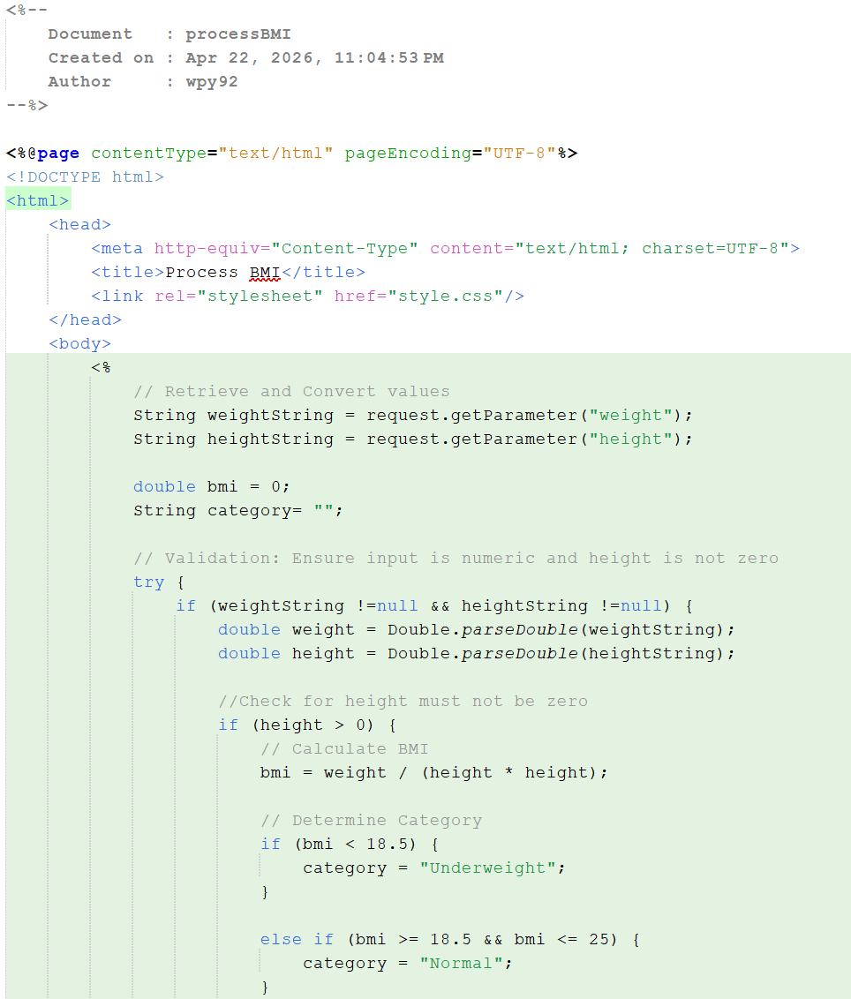 <%--
    Document   : processBMI
    Created on : Apr 22, 2026, 11:04:53 PM
    Author     : wpy92
--%>

<%@page contentType="text/html" pageEncoding="UTF-8"%>
<!DOCTYPE html>
<html>
    <head>
        <meta http-equiv="Content-Type" content="text/html; charset=UTF-8">
        <title>Process BMI</title>
        <link rel="stylesheet" href="style.css"/>
    </head>
    <body>
        <%
            // Retrieve and Convert values
            String weightString = request.getParameter("weight");
            String heightString = request.getParameter("height");

            double bmi = 0;
            String category= "";

            // Validation: Ensure input is numeric and height is not zero
            try {
                if (weightString !=null && heightString !=null) {
                    double weight = Double.parseDouble(weightString);
                    double height = Double.parseDouble(heightString);

                    //Check for height must not be zero
                    if (height > 0) {
                        // Calculate BMI
                        bmi = weight / (height * height);

                        // Determine Category
                        if (bmi < 18.5) {
                            category = "Underweight";
                        }

                        else if (bmi >= 18.5 && bmi <= 25) {
                            category = "Normal";
                        }